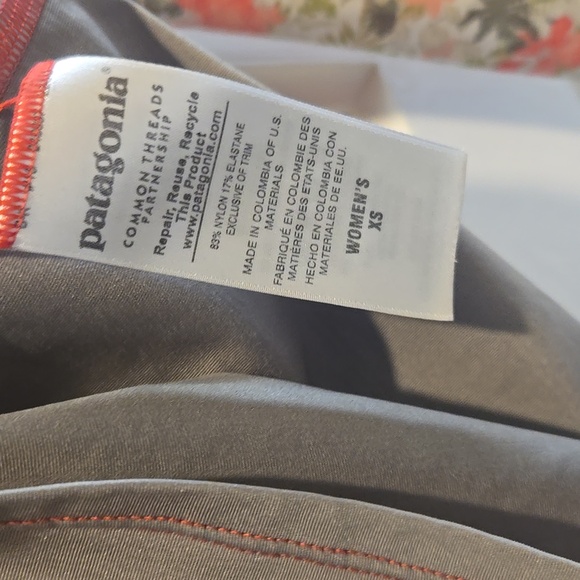 patagonia®
COMMON THREADS
PARTNERSHIP
Repair, Reuse, Recycle
This Product
www.patagonia.com
83% NYLON 17% ELASTANE
EXCLUSIVE OF TRIM
MADE IN COLOMBIA OF U.S.
MATERIALS
FABRIQUÉ EN COLOMBIE DES
MATIÈRES DES ETATS-UNIS
HECHO EN COLOMBIA CON
MATERIALES DE EE.UU.
WOMEN'S
XS